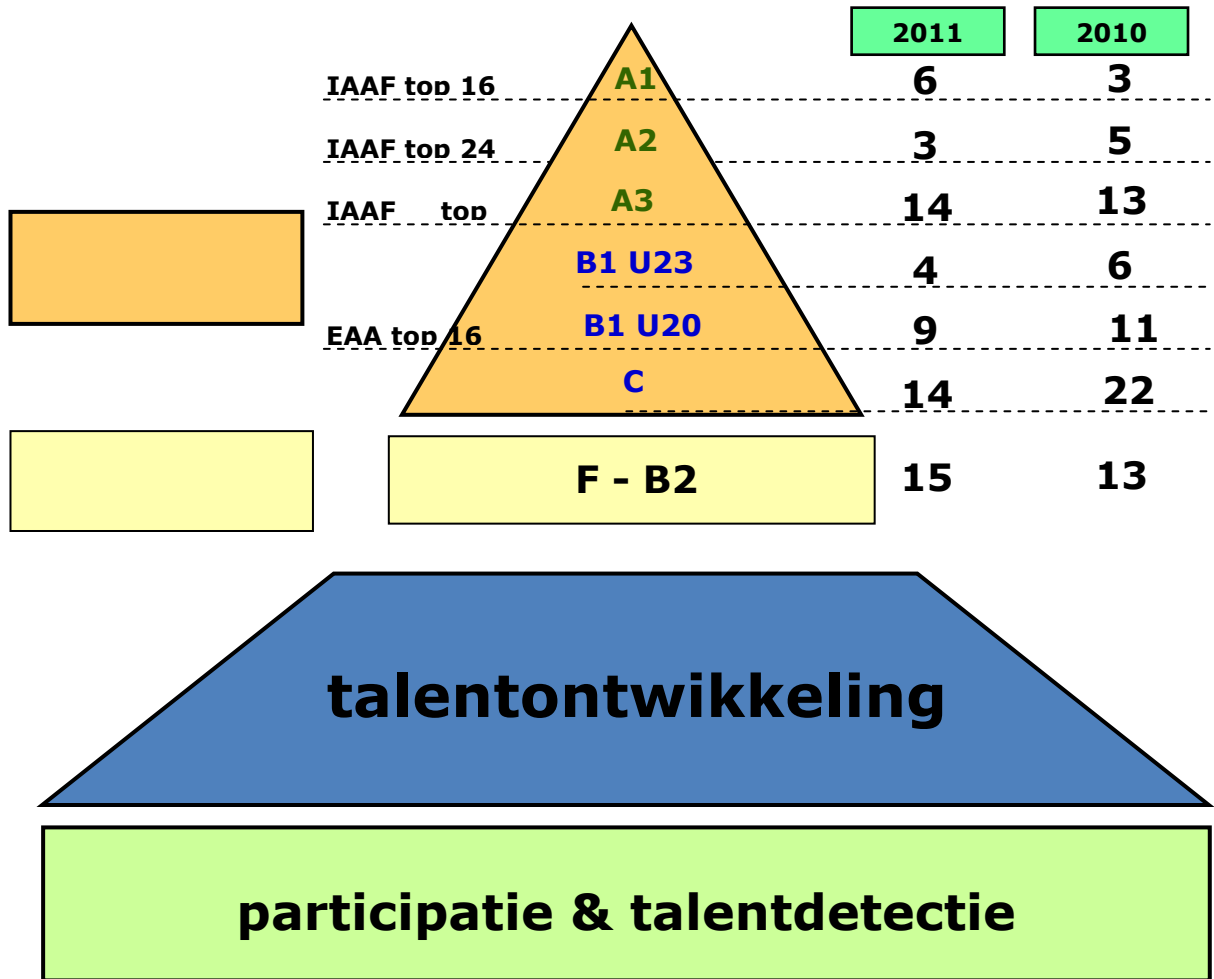 2011 2010
IAAF top 16 A1 6 3
IAAF top 24 A2 3 5
IAAF top A3 14 13
B1 U23 4 6
EAA top 16 B1 U20 9 11
C 14 22
F - B2 15 13
talentontwikkeling
participatie & talentdetectie